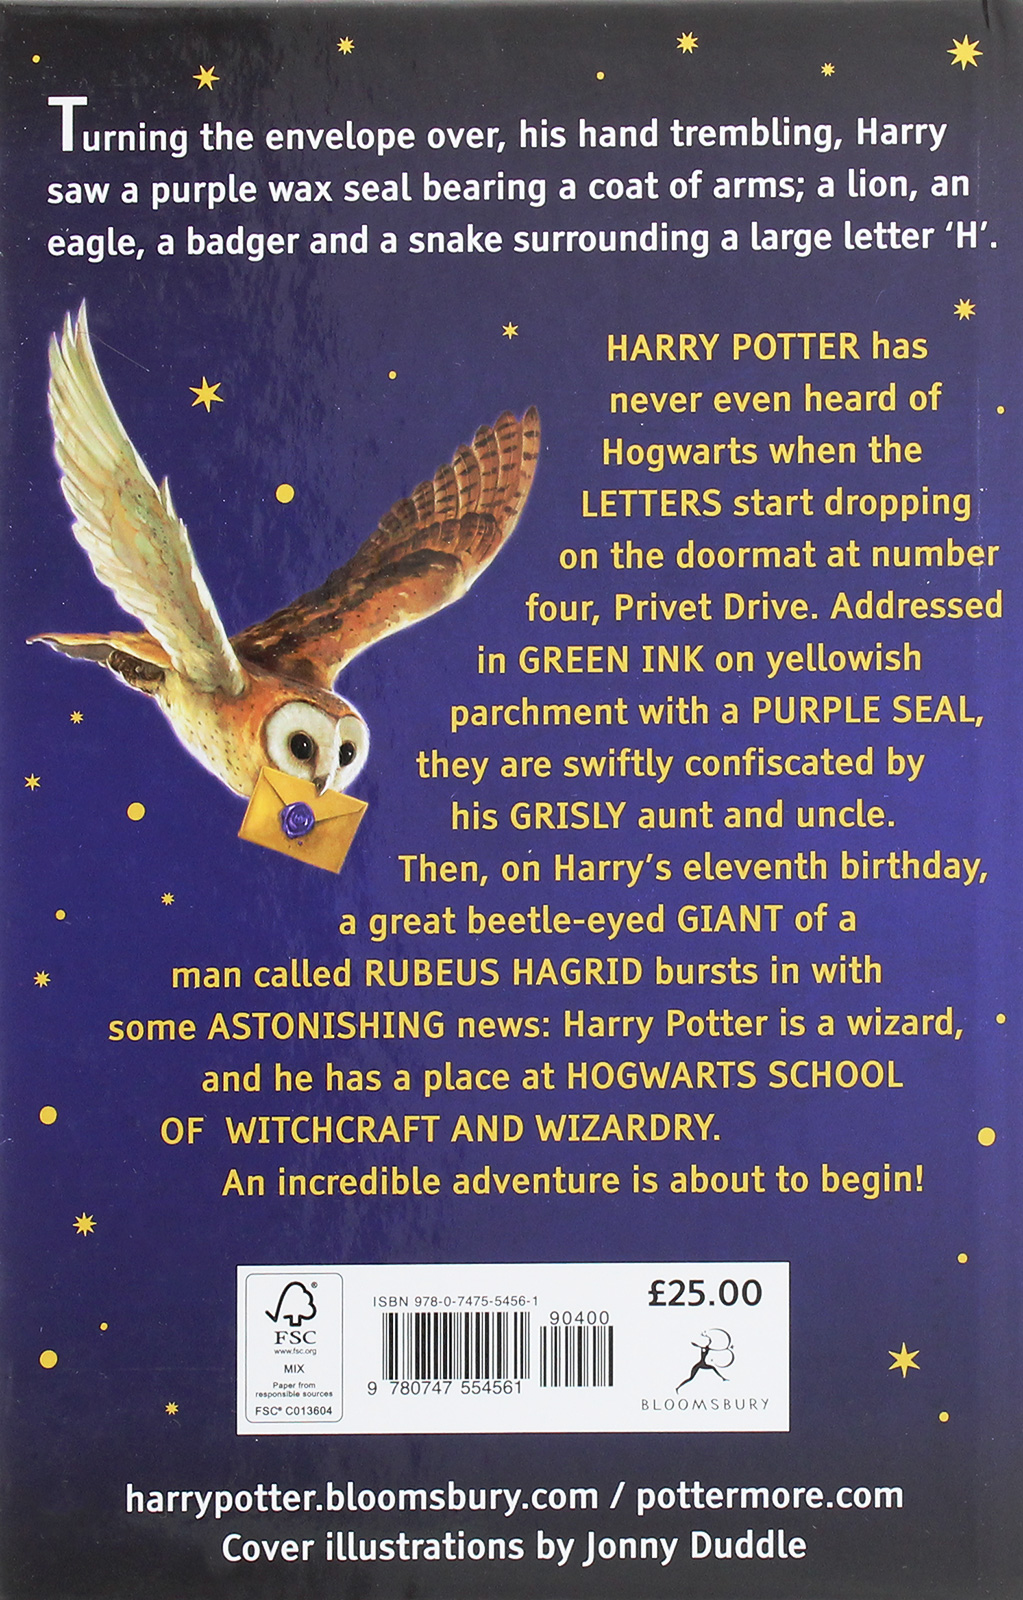 Turning the envelope over, his hand trembling, Harry
saw a purple wax seal bearing a coat of arms; a lion, an
eagle, a badger and a snake surrounding a large letter ‘H’.
HARRY POTTER has
never even heard of
Hogwarts when the
LETTERS start dropping
on the doormat at number
four, Privet Drive. Addressed
in GREEN INK on yellowish
parchment with a PURPLE SEAL,
they are swiftly confiscated by
his GRISLY aunt and uncle.
Then, on Harry’s eleventh birthday,
a great beetle-eyed GIANT of a
man called RUBEUS HAGRID bursts in with
some ASTONISHING news: Harry Potter is a wizard,
and he has a place at HOGWARTS SCHOOL
OF WITCHCRAFT AND WIZARDRY.
An incredible adventure is about to begin!
®
FSC
www.fsc.org
MIX
Paper from
responsible sources
FSC® C013604
ISBN 978-0-7475-5456-1
90400
9 780747 554561
£25.00
B
BLOOMSBURY
harrypotter.bloomsbury.com / pottermore.com
Cover illustrations by Jonny Duddle